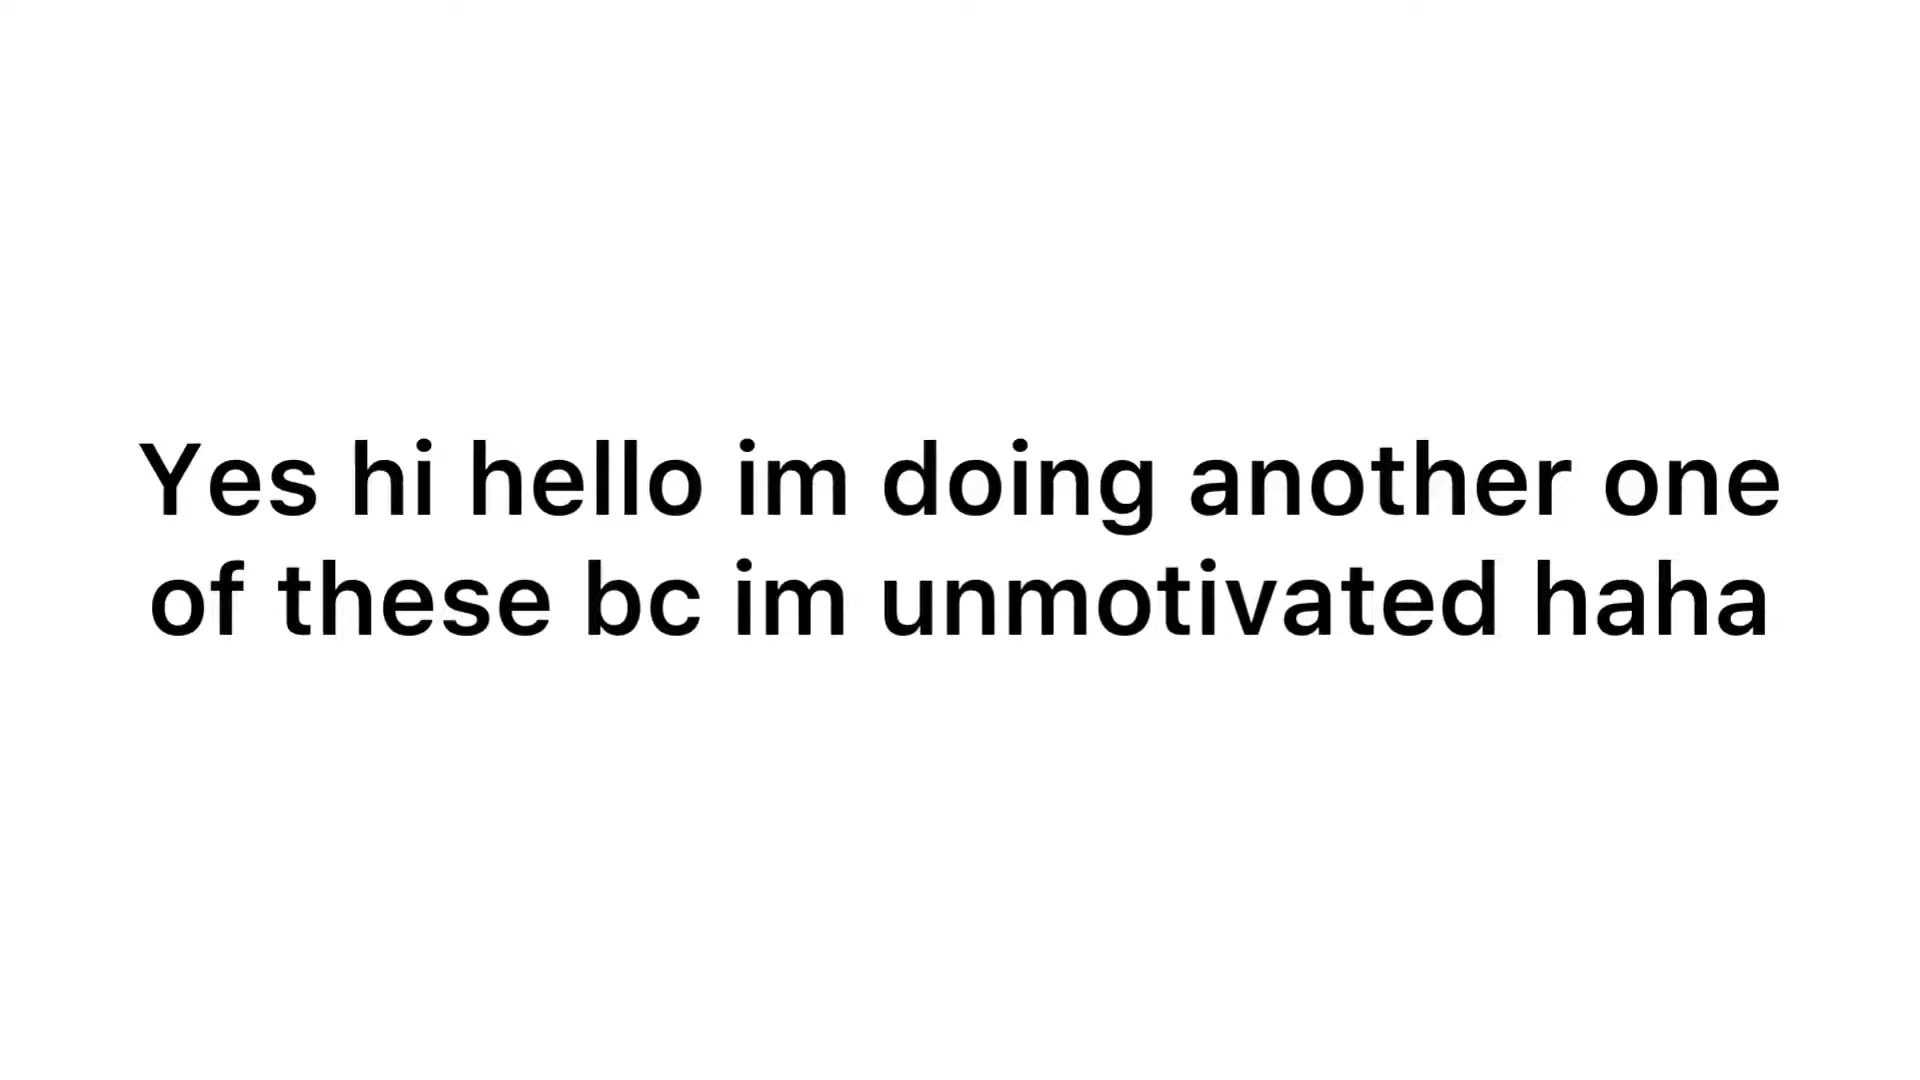 Yes hi hello im doing another one
of these bc im unmotivated haha